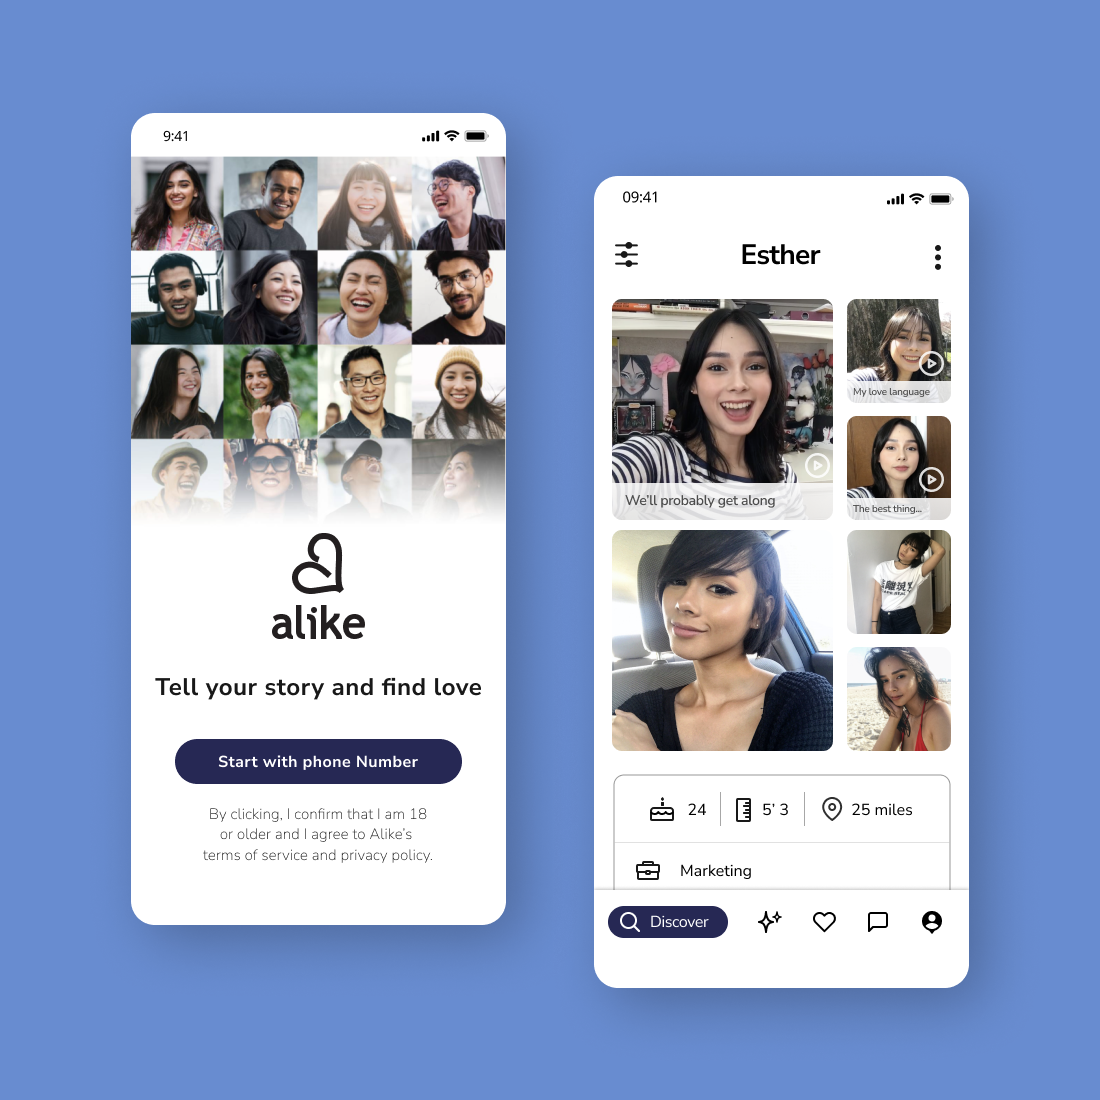 9:41
alike
Tell your story and find love
Start with phone Number
By clicking, I confirm that I am 18
or older and I agree to Alike's
terms of service and privacy policy.
09:41
Esther
We'll probably get along
My love language
The best thing...
24
5' 3
25 miles
Marketing
Discover